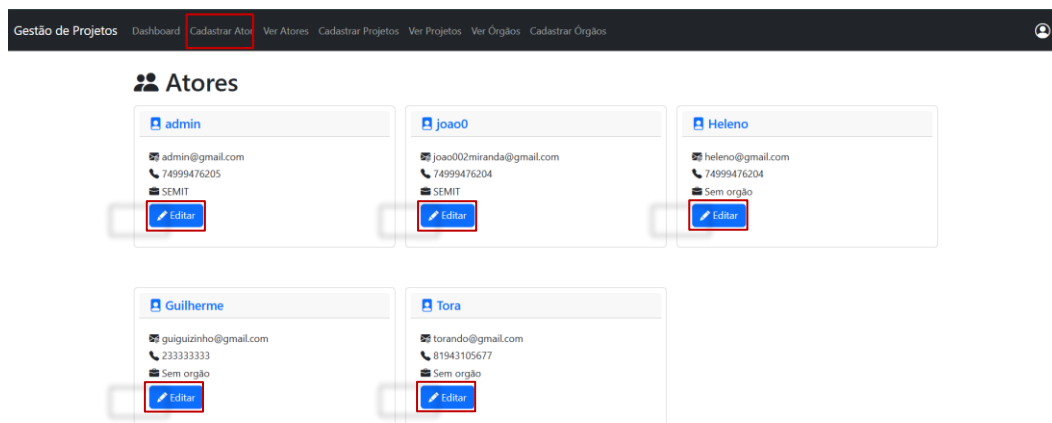 Gestão de Projetos Dashboard Cadastrar Ator Ver Atores Cadastrar Projetos Ver Projetos Ver Órgãos Cadastrar Órgãos
Atores
admin
admin@gmail.com
74999476205
SEMIT
Editar
joao0
joao002miranda@gmail.com
74999476204
SEMIT
Editar
Heleno
heleno@gmail.com
74999476204
Sem orgão
Editar
Guilherme
guiguizinho@gmail.com
233333333
Sem orgão
Editar
Tora
torando@gmail.com
81943105677
Sem orgão
Editar